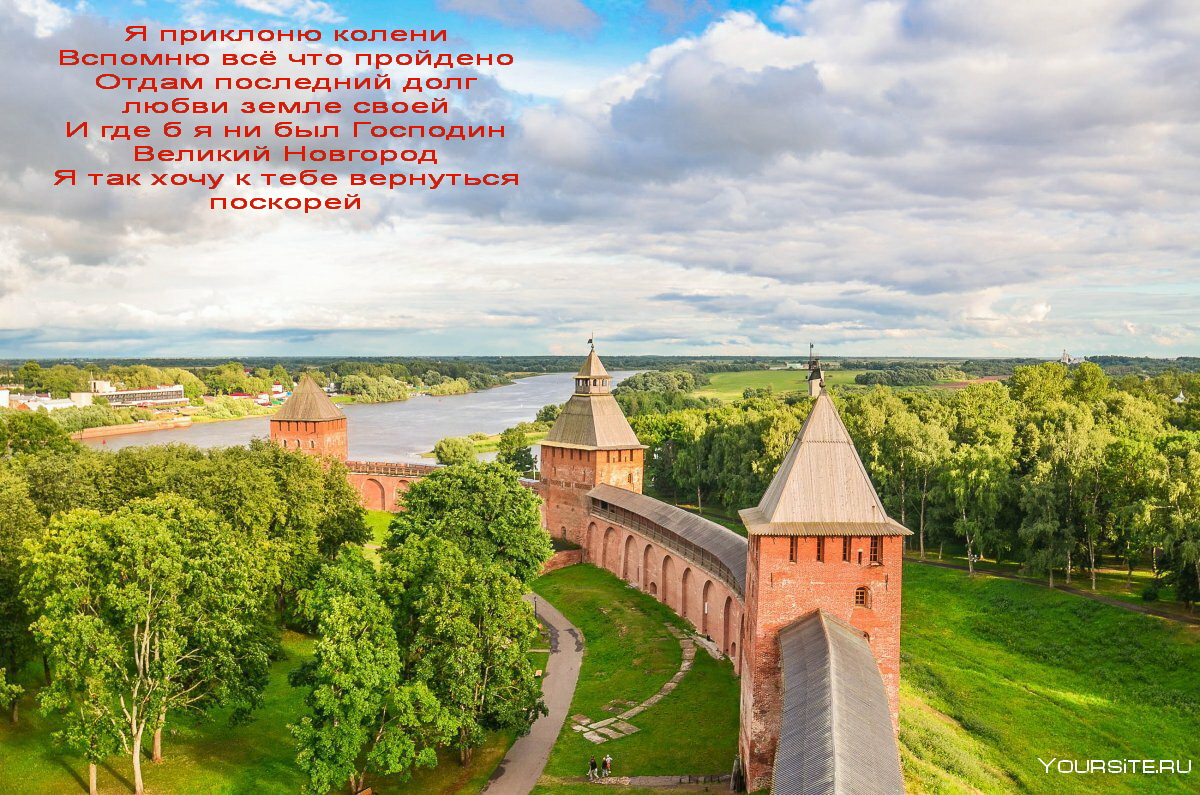 Я приклоню колени
Вспомню всё что пройдено
Отдам последний долг
любви земле своей
И где б я ни был Господин
Великий Новгород
Я так хочу к тебе вернуться
поскорей
Yoursite.ru